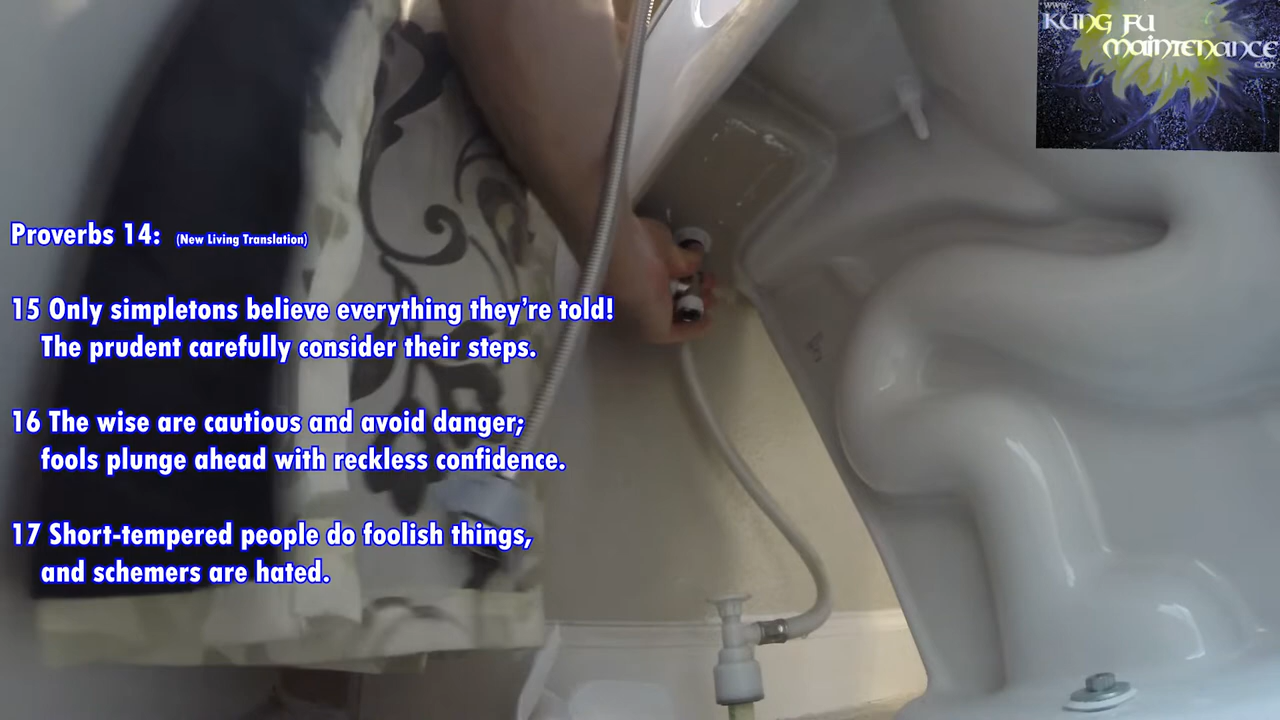 www.
KUNG FU
MAINTENANCE
.com
Proverbs 14: (New Living Translation)
15 Only simpletons believe everything they're told!
The prudent carefully consider their steps.
16 The wise are cautious and avoid danger;
fools plunge ahead with reckless confidence.
17 Short-tempered people do foolish things,
and schemers are hated.